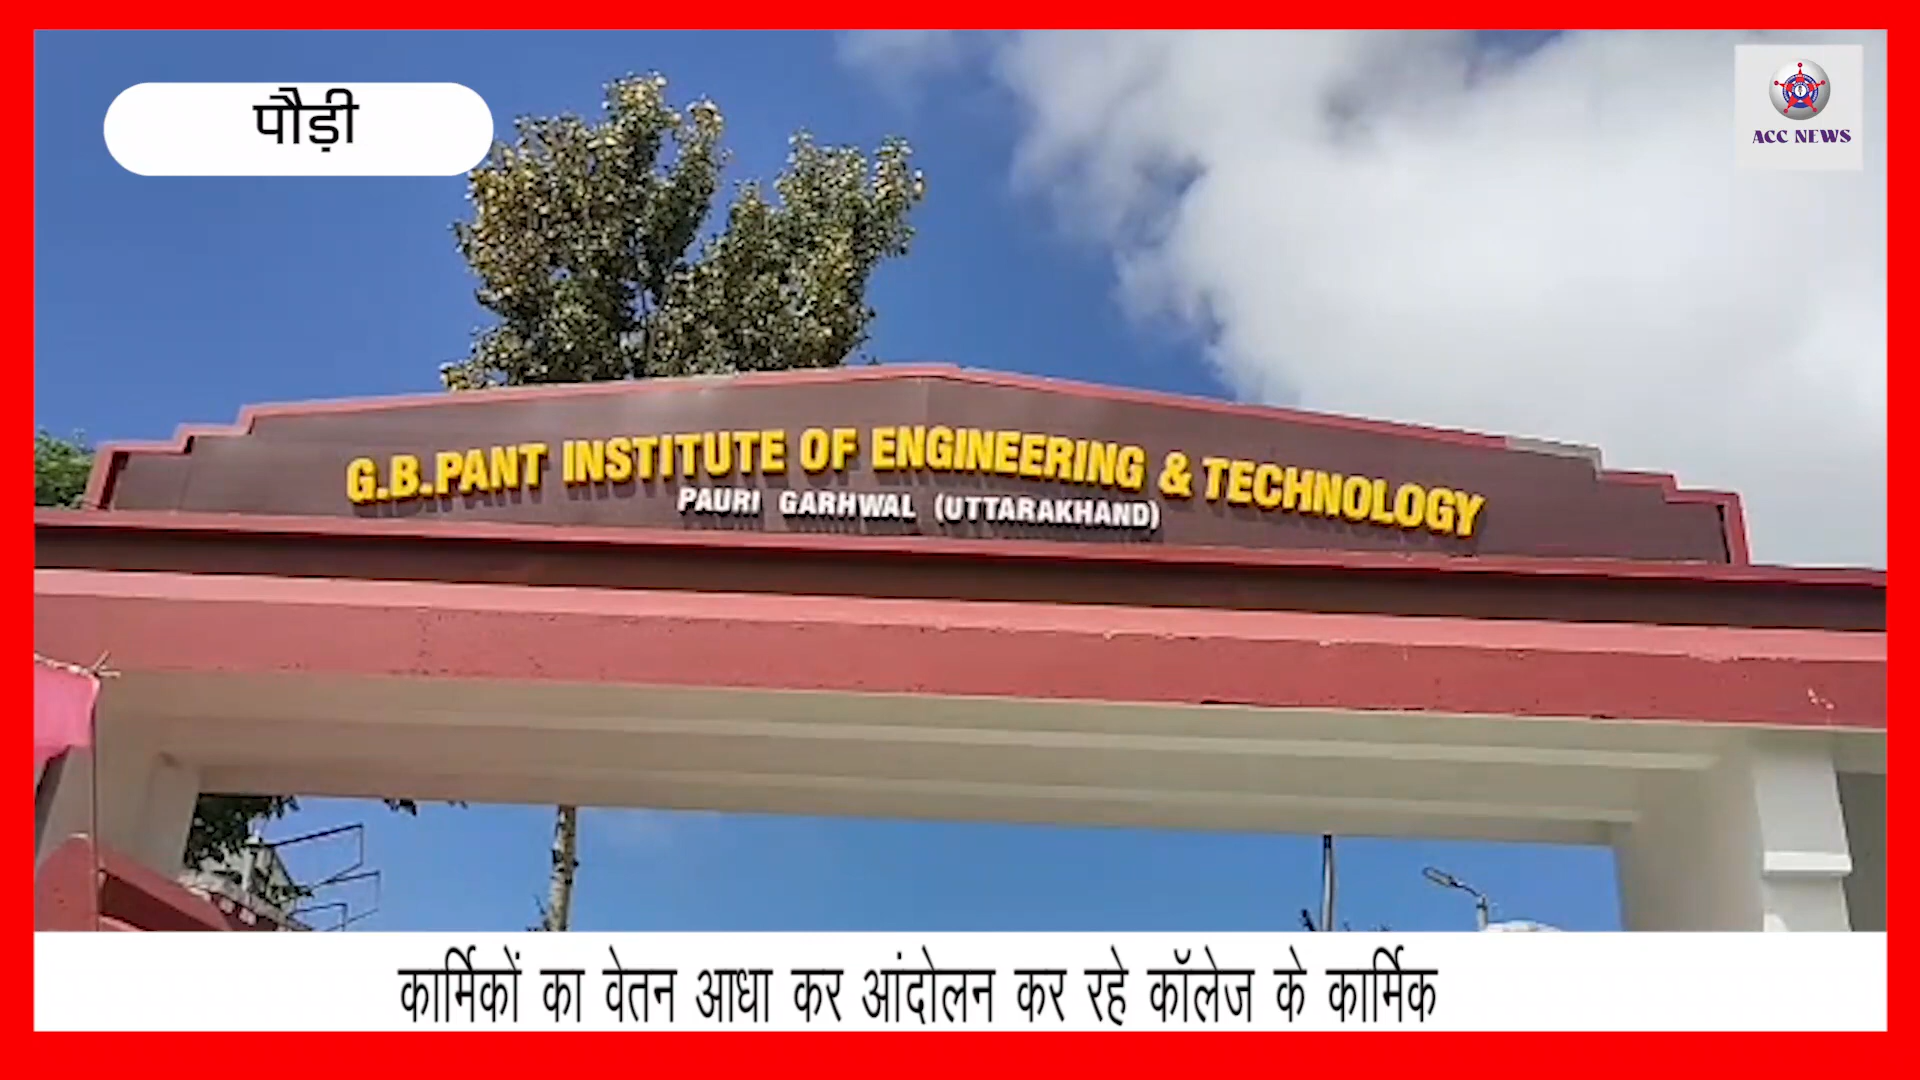 पौड़ी
ACC NEWS
G.B.PANT INSTITUTE OF ENGINEERING & TECHNOLOGY
PAURI GARHWAL (UTTARAKHAND)
कार्मिकों का वेतन आधा कर आंदोलन कर रहे कॉलेज के कार्मिक